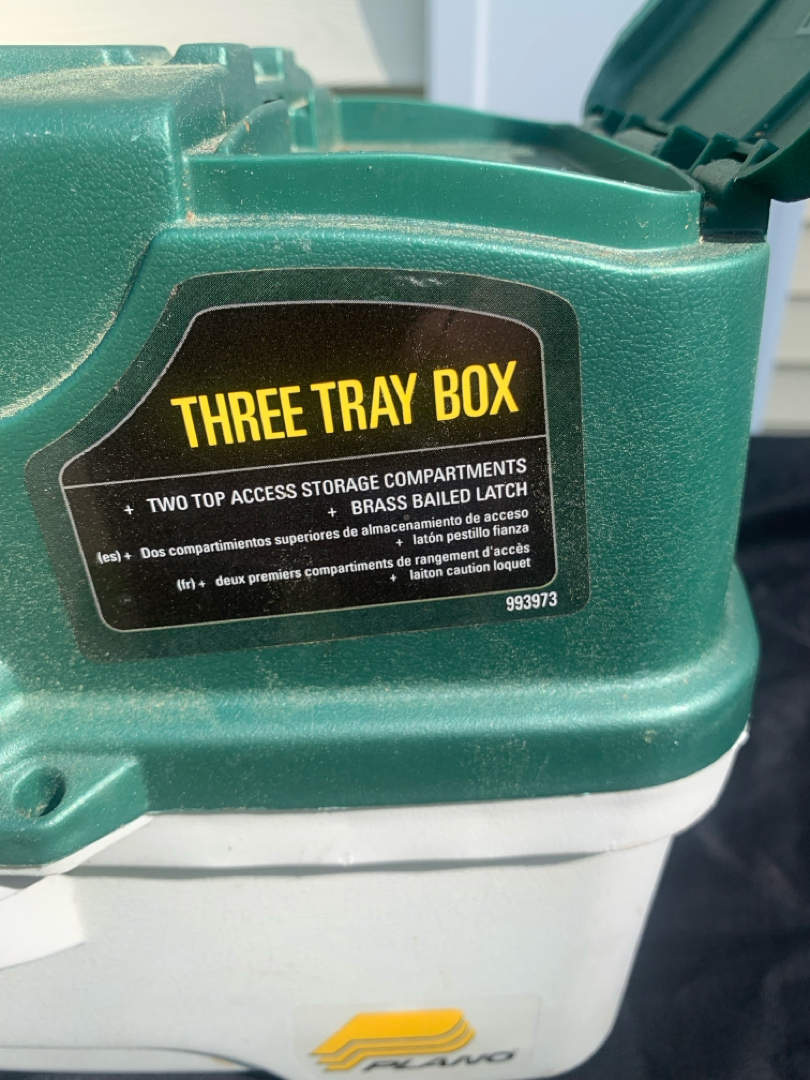 THREE TRAY BOX
+ TWO TOP ACCESS STORAGE COMPARTMENTS
+ BRASS BAILED LATCH
(es) + Dos compartimientos superiores de almacenamiento de acceso
+ latón pestillo fianza
(fr) + deux premiers compartiments de rangement d'accès
+ laiton caution loquet
993973
PLANO